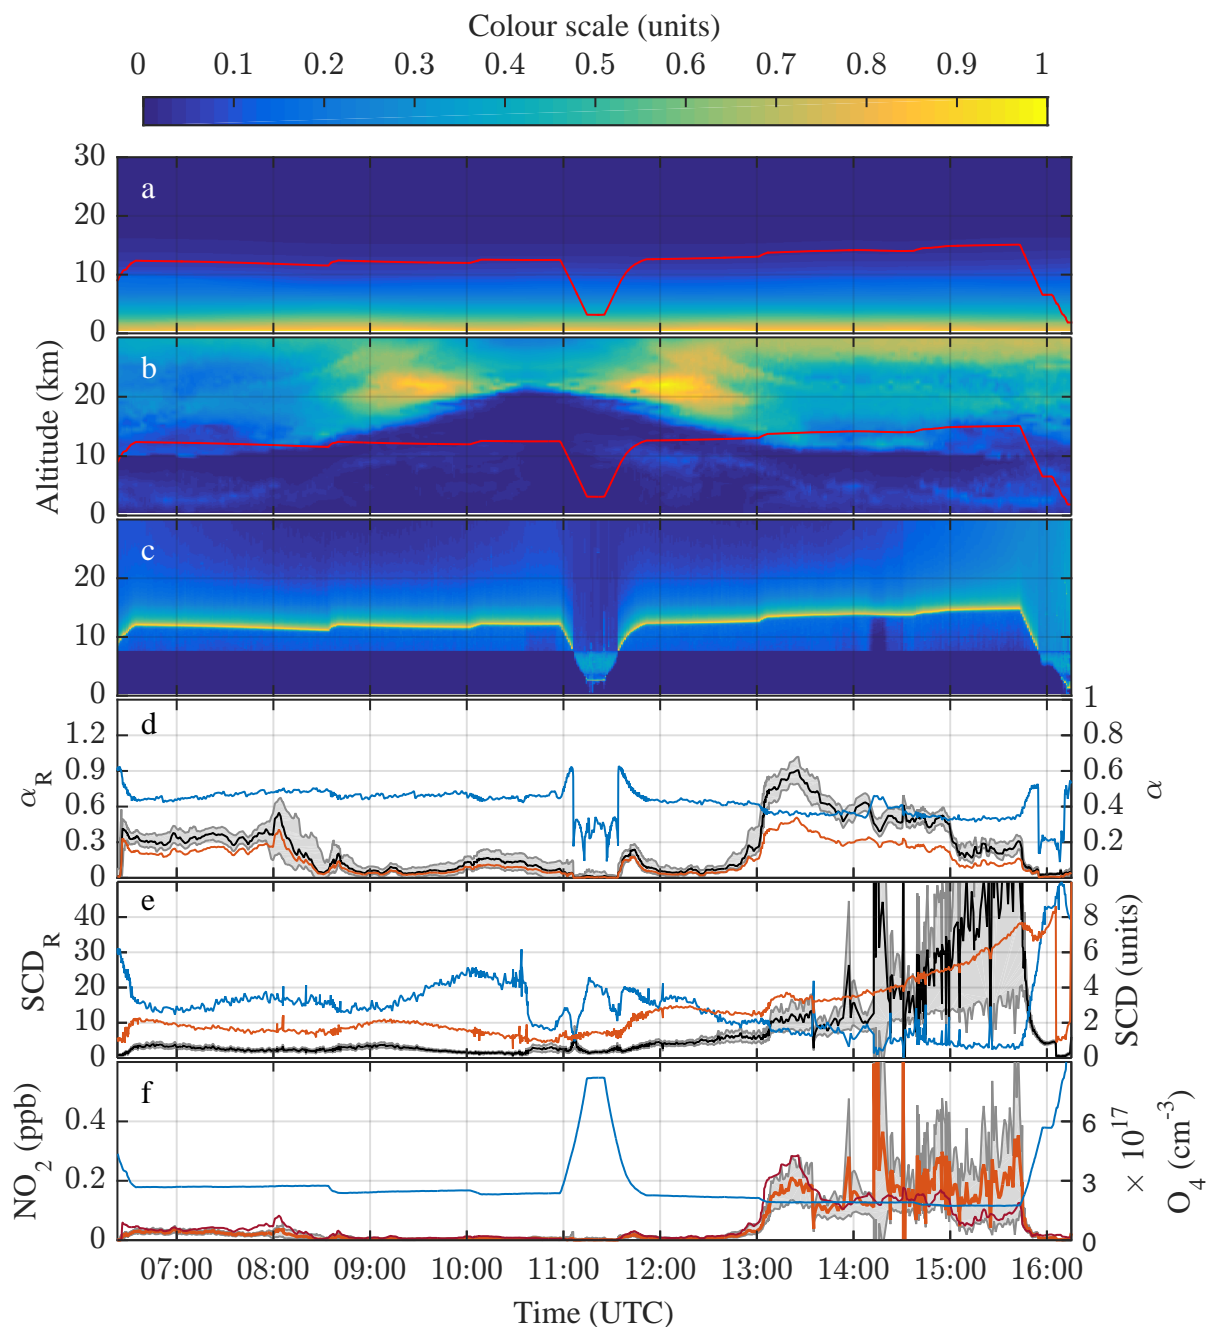 Colour scale (units)
0 0.1 0.2 0.3 0.4 0.5 0.6 0.7 0.8 0.9 1
30
20
10
0
a
Altitude (km)
b
20
10
0
c
20
10
0
d
1.2
0.9
0.6
0.3
0
α_R
1
0.8
0.6
0.4
0.2
0
α
e
40
30
20
10
0
SCD_R
8
6
4
2
0
SCD (units)
f
0.4
0.2
0
NO_2 (ppb)
6
3
0
× 10^17
O_4 (cm^-3)
07:00 08:00 09:00 10:00 11:00 12:00 13:00 14:00 15:00 16:00
Time (UTC)